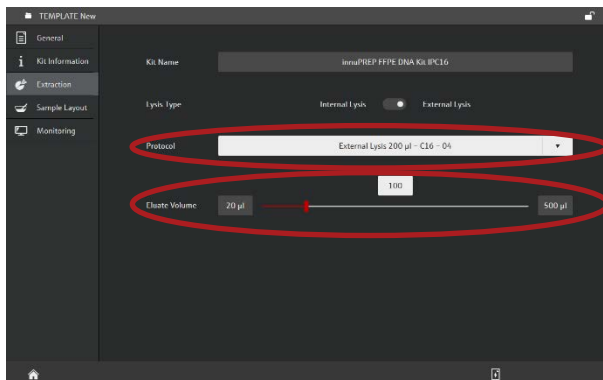 TEMPLATE New
General
Kit Information
Extraction
Sample Layout
Monitoring
Kit Name innuPREP FFPE DNA Kit IPC16
Lysis Type Internal Lysis External Lysis
Protocol External Lysis 200 µl – C16 – 04
100
Eluate Volume 20 µl 500 µl